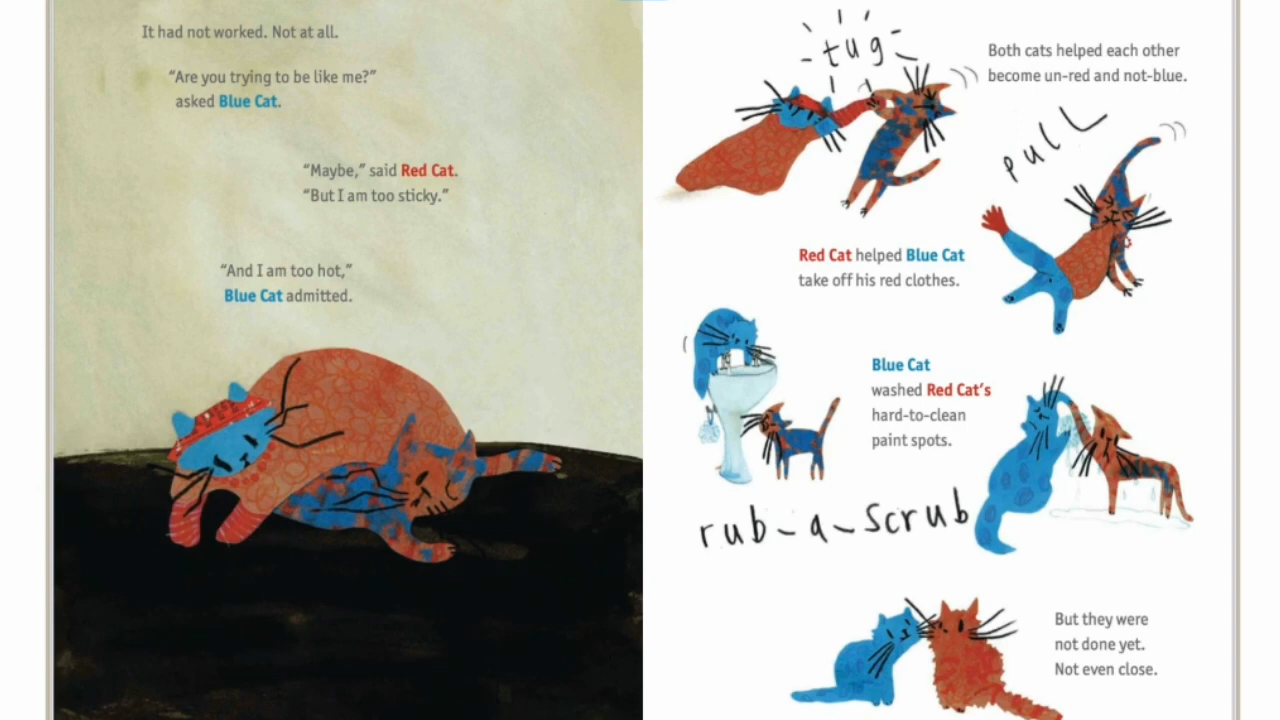 It had not worked. Not at all.
“Are you trying to be like me?”
asked Blue Cat.
“Maybe,” said Red Cat.
“But I am too sticky.”
“And I am too hot,”
Blue Cat admitted.
tug
Both cats helped each other
become un-red and not-blue.
PULL
Red Cat helped Blue Cat
take off his red clothes.
Blue Cat
washed Red Cat's
hard-to-clean
paint spots.
rub-a-scrub
But they were
not done yet.
Not even close.